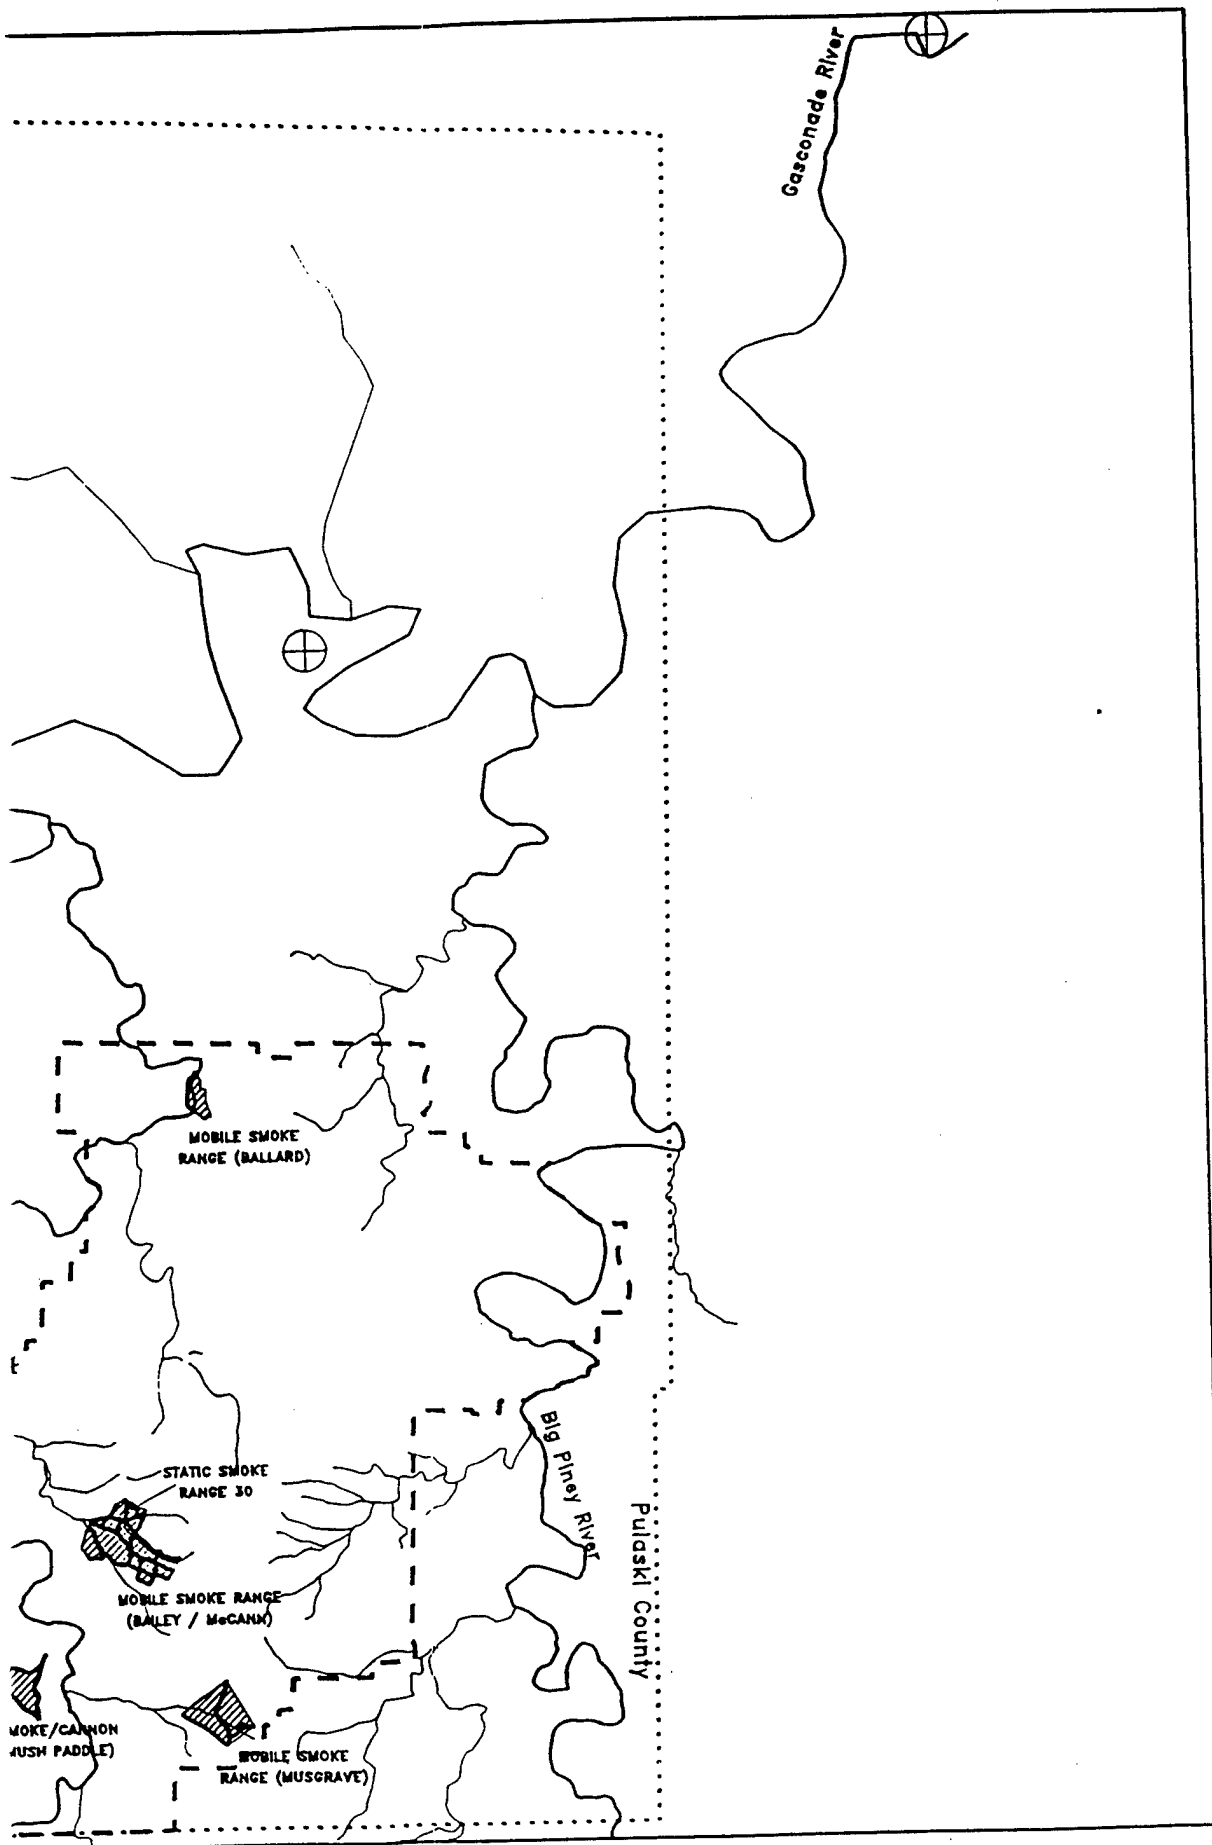 Gasconade River
MOBILE SMOKE
RANGE (BALLARD)
Big Piney River
STATIC SMOKE
RANGE 30
Pulaski County
MOBILE SMOKE RANGE
(BAILEY / McCANN)
MOKE/CANNON
MUSH PADDLE)
MOBILE SMOKE
RANGE (MUSGRAVE)